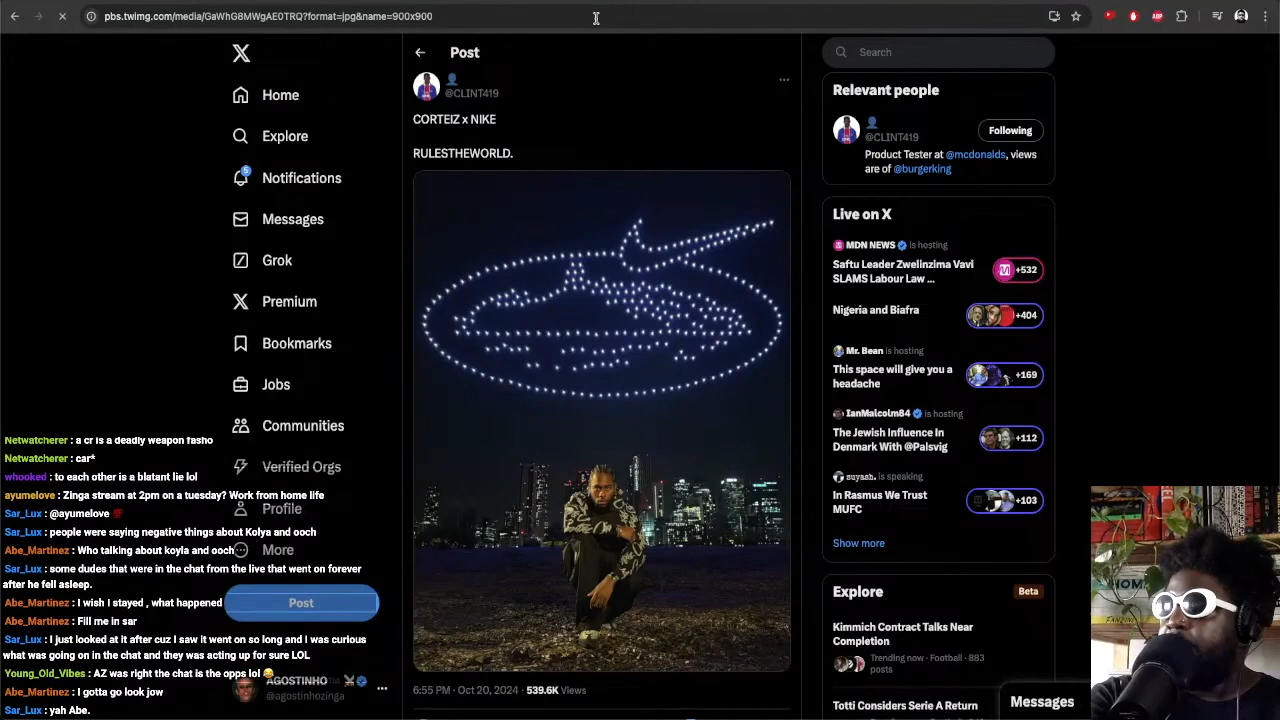 pbs.twimg.com/media/GaWhG8MWgAE0TRQ?format=jpg&name=900x900
ABP
Home
Explore
5
Notifications
Messages
Grok
Premium
Bookmarks
Jobs
Communities
Verified Orgs
Profile
More
Post
AGOSTINHO
@agostinhozinga
Netwatcherer : a cr is a deadly weapon fasho
Netwatcherer : car*
whooked : to each other is a blatant lie lol
ayumelove : Zinga stream at 2pm on a tuesday? Work from home life
Sar_Lux : @ayumelove 💯
Sar_Lux : people were saying negative things about Kolya and ooch
Abe_Martinez : Who talking about koyla and ooch
Sar_Lux : some dudes that were in the chat from the live that went on forever
after he fell asleep.
Abe_Martinez : I wish I stayed , what happened
Abe_Martinez : Fill me in sar
Sar_Lux : I just looked at it after cuz I saw it went on so long and I was curious
what was going on in the chat and they was acting up for sure LOL
Young_Old_Vibes : AZ was right the chat is the opps lol 😂
Abe_Martinez : I gotta go look jow
Sar_Lux : yah Abe.
Post
👤
@CLINT419
CORTEIZ x NIKE
RULESTHEWORLD.
6:55 PM · Oct 20, 2024 · 539.6K Views
Search
Relevant people
👤
@CLINT419
Following
Product Tester at @mcdonalds, views
are of @burgerking
Live on X
MDN NEWS is hosting
Saftu Leader Zwelinzima Vavi
SLAMS Labour Law ...
+532
Nigeria and Biafra
+404
Mr. Bean is hosting
This space will give you a
headache
+169
IanMalcolm84 is hosting
The Jewish Influence In
Denmark With @Palsvig
+112
suyash. is speaking
In Rasmus We Trust
MUFC
+103
Show more
Explore
Beta
Kimmich Contract Talks Near
Completion
Trending now · Football · 883
posts
Totti Considers Serie A Return
Messages